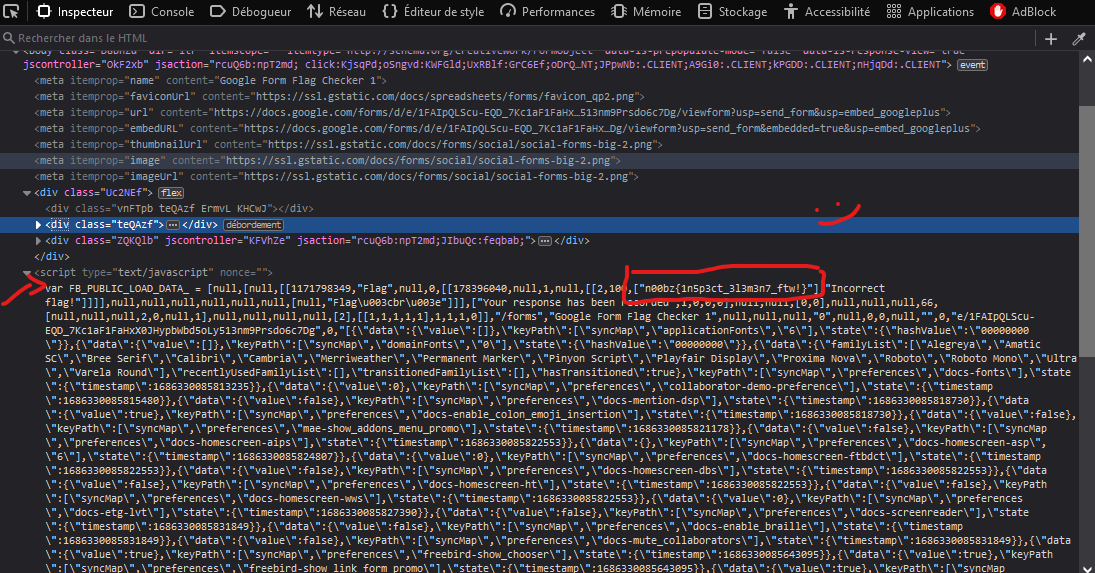 Inspecteur Console Débogueur Réseau Éditeur de style Performances Mémoire Stockage Accessibilité Applications AdBlock
Rechercher dans le HTML
jscontroller="OkF2xb" jsaction="rcuQ6b:npT2md; click:KjsqPd;oSngvd:KWFGld;UxRBlf:GrC6Ef;oDrQ_NT;JPpwNb:.CLIENT;A9Gi0:.CLIENT;kPGDD:.CLIENT;nHjqDd:.CLIENT"> event
<meta itemprop="name" content="Google Form Flag Checker 1">
<meta itemprop="faviconUrl" content="https://ssl.gstatic.com/docs/spreadsheets/forms/favicon_qp2.png">
<meta itemprop="url" content="https://docs.google.com/forms/d/e/1FAIpQLScu-EQD_7Kc1aF1FaHx…513nm9Prsdo6c7Dg/viewform?usp=send_form&usp=embed_googleplus">
<meta itemprop="embedURL" content="https://docs.google.com/forms/d/e/1FAIpQLScu-EQD_7Kc1aF1FaHx…Dg/viewform?usp=send_form&embedded=true&usp=embed_googleplus">
<meta itemprop="thumbnailUrl" content="https://ssl.gstatic.com/docs/forms/social/social-forms-big-2.png">
<meta itemprop="image" content="https://ssl.gstatic.com/docs/forms/social/social-forms-big-2.png">
<meta itemprop="imageUrl" content="https://ssl.gstatic.com/docs/forms/social/social-forms-big-2.png">
<div class="Uc2NEf"> flex
<div class="vnFTpb teQAzf ErmvL KHCwJ"></div>
<div class="teQAzf"> … </div> débordement
<div class="ZQKQlb" jscontroller="KFVhZe" jsaction="rcuQ6b:npT2md;JIbuQc:feqbab;"> … </div>
</div>
<script type="text/javascript" nonce="">
var FB_PUBLIC_LOAD_DATA_ = [null,[null,[[1171798349,"Flag",null,0,[[178396040,null,1,null,[[2,100,["n00bz{1n5p3ct_3l3m3n7_ftw!}"],"Incorrect
flag!"]]]],null,null,null,null,null,null,[null,"Flag\u003cbr\u003e"]]],["Your response has been recorded",1,0,0,0],null,null,[0,0],null,null,null,66,
[null,null,null,2,0,null,1],null,null,null,null,[2],[[1,1,1,1,1],1,1,1,0]],"/forms","Google Form Flag Checker 1",null,null,null,"0",null,0,0,null,"",0,"e/1FAIpQLScu-
EQD_7Kc1aF1FaHxX0JHypbWbd5oLy513nm9Prsdo6c7Dg",0,"[{\"data\":{\"value\":[]},\"keyPath\":[\"syncMap\",\"applicationFonts\",\"6\"],\"state\":{\"hashValue\":\"00000000
\"}},{\"data\":{\"value\":[]},\"keyPath\":[\"syncMap\",\"domainFonts\",\"0\"],\"state\":{\"hashValue\":\"00000000\"}},{\"data\":{\"familyList\":[\"Alegreya\",\"Amatic
SC\",\"Bree Serif\",\"Calibri\",\"Cambria\",\"Merriweather\",\"Permanent Marker\",\"Pinyon Script\",\"Playfair Display\",\"Proxima Nova\",\"Roboto\",\"Roboto Mono\",\"Ultra
\",\"Varela Round\"],\"recentlyUsedFamilyList\":[],\"transitionedFamilyList\":[],\"hasTransitioned\":true},\"keyPath\":[\"syncMap\",\"preferences\",\"docs-fonts\"],\"state
\":{\"timestamp\":1686330085813235}},{\"data\":{\"value\":0},\"keyPath\":[\"syncMap\",\"preferences\",\"collaborator-demo-preference\"],\"state\":{\"timestamp
\":1686330085815480}},{\"data\":{\"value\":false},\"keyPath\":[\"syncMap\",\"preferences\",\"docs-mention-dsp\"],\"state\":{\"timestamp\":1686330085818730}},{\"data
\":{\"value\":true},\"keyPath\":[\"syncMap\",\"preferences\",\"docs-enable_colon_emoji_insertion\"],\"state\":{\"timestamp\":1686330085818730}},{\"data\":{\"value\":false},
\"keyPath\":[\"syncMap\",\"preferences\",\"mae-show_addons_menu_promo\"],\"state\":{\"timestamp\":1686330085821178}},{\"data\":{\"value\":false},\"keyPath\":[\"syncMap
\",\"preferences\",\"docs-homescreen-aips\"],\"state\":{\"timestamp\":1686330085822553}},{\"data\":{},\"keyPath\":[\"syncMap\",\"preferences\",\"docs-homescreen-asp\",
\"6\"],\"state\":{\"timestamp\":1686330085824807}},{\"data\":{\"value\":0},\"keyPath\":[\"syncMap\",\"preferences\",\"docs-homescreen-ftbdct\"],\"state\":{\"timestamp
\":1686330085822553}},{\"data\":{\"value\":false},\"keyPath\":[\"syncMap\",\"preferences\",\"docs-homescreen-dbs\"],\"state\":{\"timestamp\":1686330085822553}},{\"data
\":{\"value\":false},\"keyPath\":[\"syncMap\",\"preferences\",\"docs-homescreen-ht\"],\"state\":{\"timestamp\":1686330085822553}},{\"data\":{\"value\":false},\"keyPath
\":[\"syncMap\",\"preferences\",\"docs-homescreen-wws\"],\"state\":{\"timestamp\":1686330085822553}},{\"data\":{\"value\":0},\"keyPath\":[\"syncMap\",\"preferences
\",\"docs-etg-lvt\"],\"state\":{\"timestamp\":1686330085827390}},{\"data\":{\"value\":false},\"keyPath\":[\"syncMap\",\"preferences\",\"docs-screenreader\"],\"state
\":{\"timestamp\":1686330085831849}},{\"data\":{\"value\":false},\"keyPath\":[\"syncMap\",\"preferences\",\"docs-enable_braille\"],\"state\":{\"timestamp
\":1686330085831849}},{\"data\":{\"value\":false},\"keyPath\":[\"syncMap\",\"preferences\",\"docs-mute_collaborators\"],\"state\":{\"timestamp\":1686330085831849}},{\"data
\":{\"value\":true},\"keyPath\":[\"syncMap\",\"preferences\",\"freebird-show_chooser\"],\"state\":{\"timestamp\":1686330085643095}},{\"data\":{\"value\":true},\"keyPath
\":[\"syncMap\",\"preferences\",\"freebird-show_link_form_promo\"],\"state\":{\"timestamp\":1686330085643095}},{\"data\":{\"value\":true},\"keyPath\":[\"syncMap